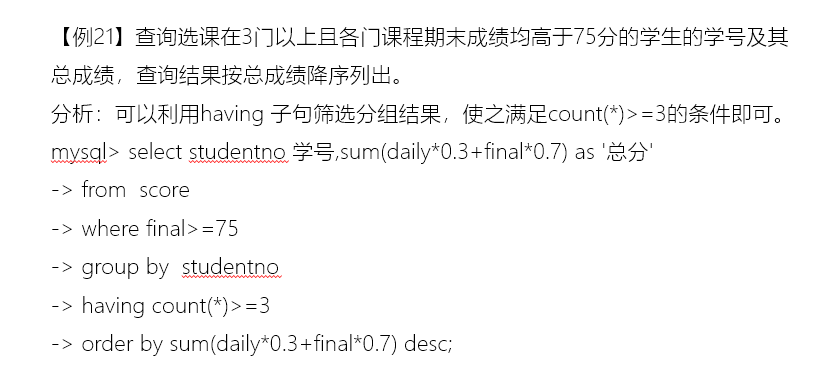 【例21】查询选课在3门以上且各门课程期末成绩均高于75分的学生的学号及其
总成绩，查询结果按总成绩降序列出。
分析：可以利用having 子句筛选分组结果，使之满足count(*)>=3的条件即可。
mysql> select studentno 学号,sum(daily*0.3+final*0.7) as '总分'
-> from  score
-> where final>=75
-> group by  studentno
-> having count(*)>=3
-> order by sum(daily*0.3+final*0.7) desc;